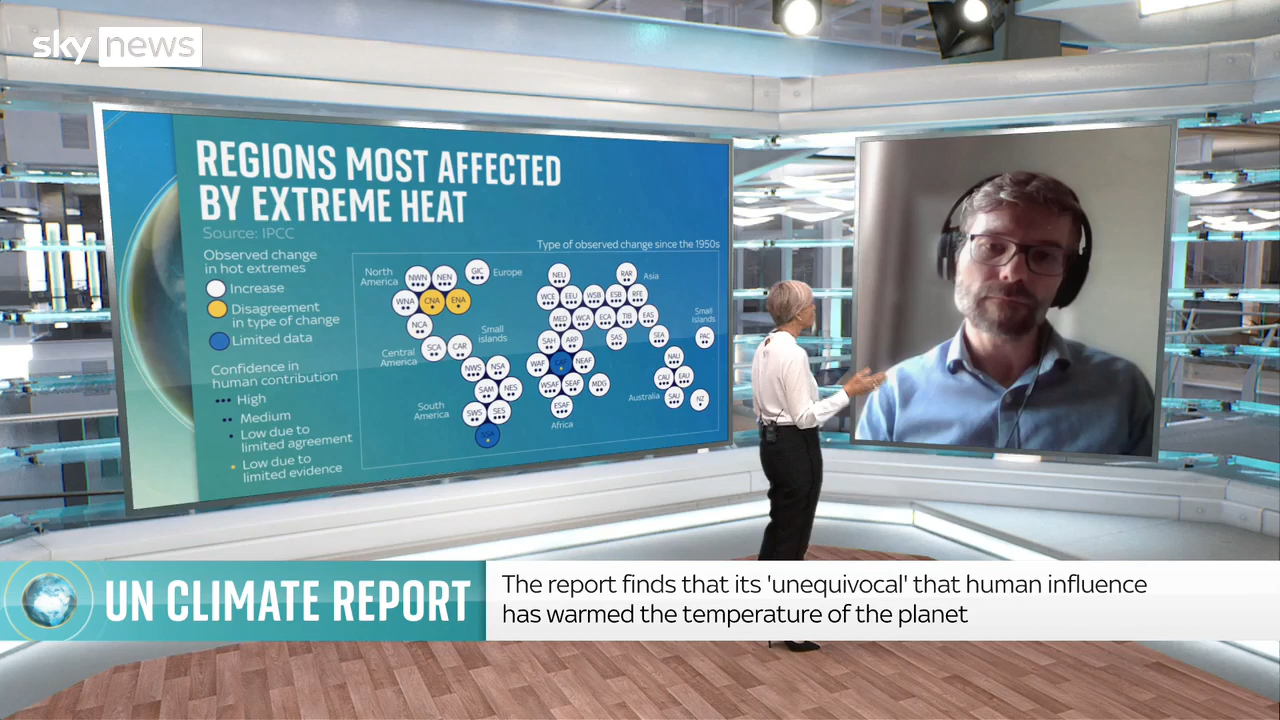 sky news
REGIONS MOST AFFECTED
BY EXTREME HEAT
Source: IPCC
Type of observed change since the 1950s
Observed change
in hot extremes
Increase
Disagreement
in type of change
Limited data
Confidence in
human contribution
High
Medium
Low due to
limited agreement
Low due to
limited evidence
North
America
NWN NEN GIC Europe
WNA CNA ENA
NCA
Central
America
SCA CAR
Small
islands
NWS NSA
SAM NES
South
America
SWS SES
NEU RAR Asia
WCE EEU WSB ESB RFE
MED WCA ECA TIB EAS
SAH ARP SAS SEA
Small
Islands
PAC
WAF NEAF
WSAF SEAF MDG
ESAF
Africa
NAU
CAU EAU
Australia SAU NZ
UN CLIMATE REPORT
The report finds that its 'unequivocal' that human influence
has warmed the temperature of the planet